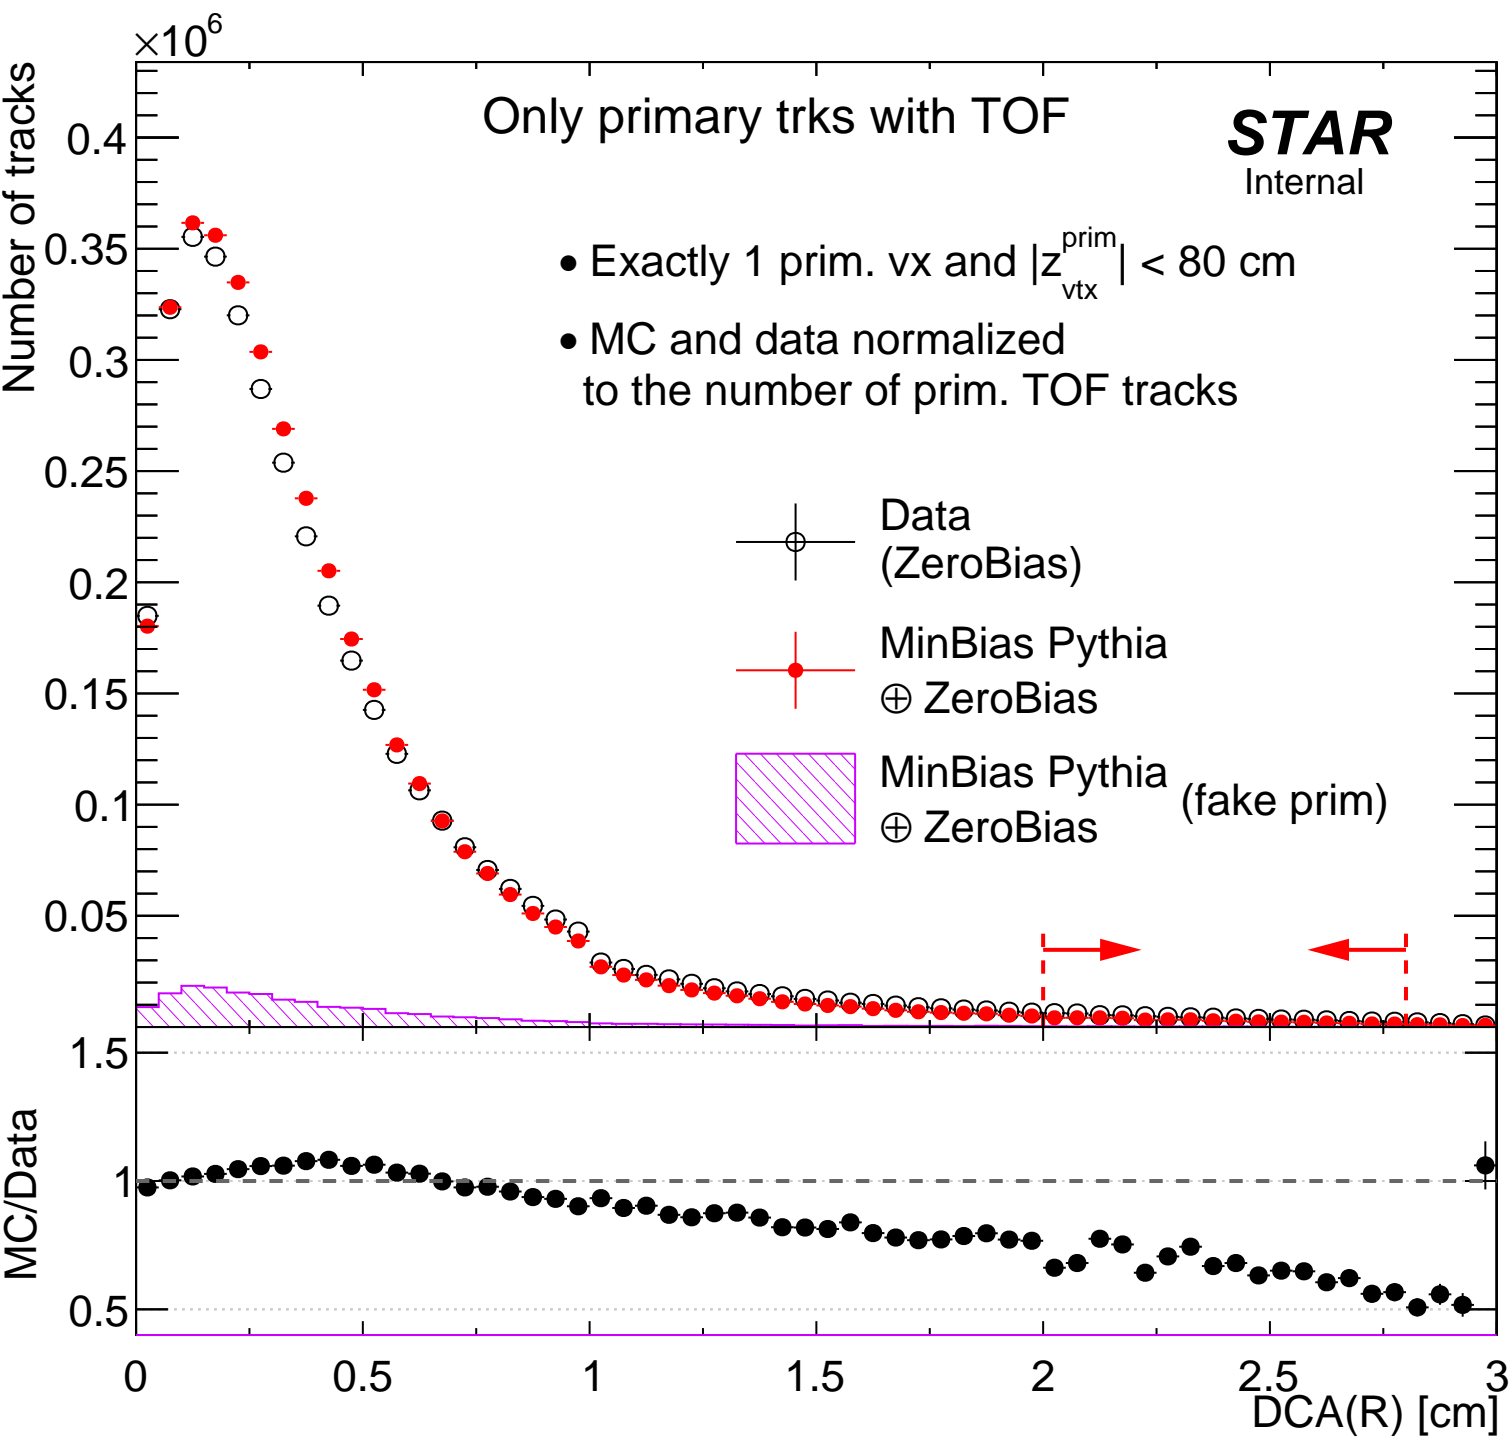 ×10⁶
Number of tracks
0.4
0.35
0.3
0.25
0.2
0.15
0.1
0.05
Only primary trks with TOF
STAR
Internal
• Exactly 1 prim. vx and |z_vtx^prim| < 80 cm
• MC and data normalized
to the number of prim. TOF tracks
Data
(ZeroBias)
MinBias Pythia
⊕ ZeroBias
MinBias Pythia
⊕ ZeroBias
(fake prim)
MC/Data
1.5
1
0.5
0 0.5 1 1.5 2 2.5 3
DCA(R) [cm]